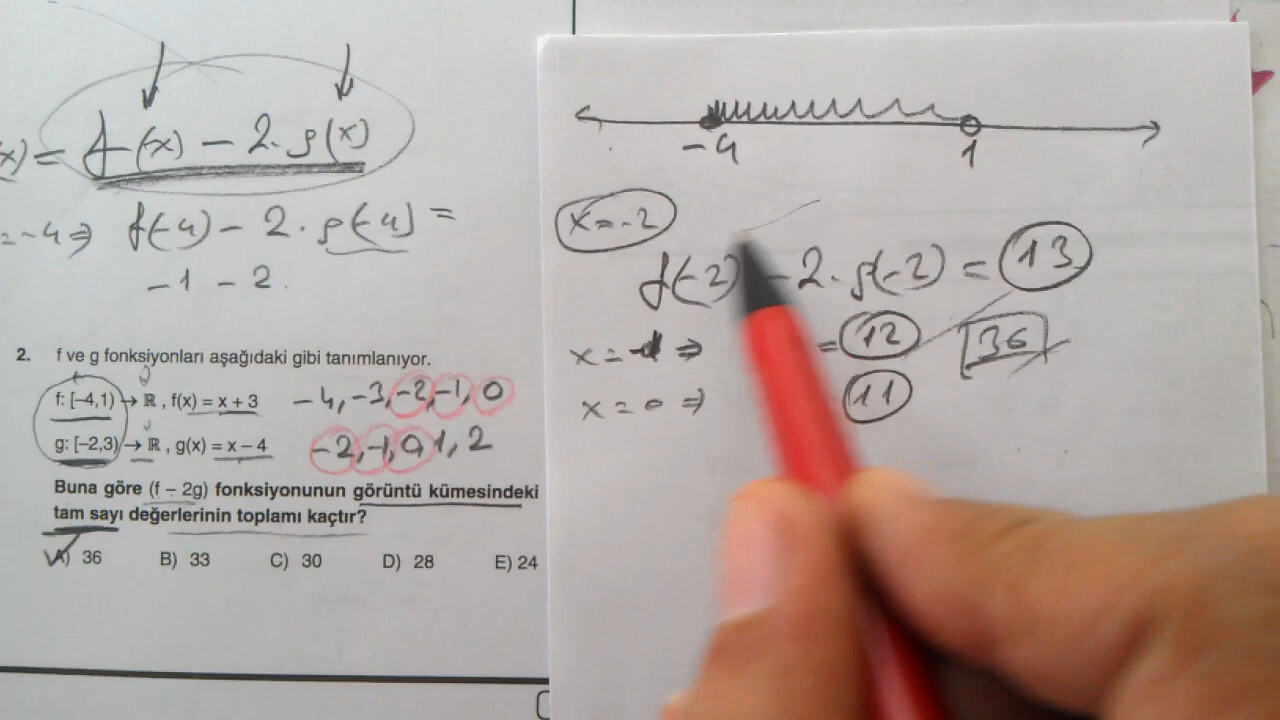 x) = f(x) − 2.g(x)
= −4 ⇒ f(−4) − 2.g(−4) =
−1 − 2.
2. f ve g fonksiyonları aşağıdaki gibi tanımlanıyor.
f: [−4,1) → ℝ , f(x) = x + 3 −4, −3, −2, −1, 0
g: [−2,3) → ℝ , g(x) = x − 4 −2, −1, 0 1, 2
Buna göre (f − 2g) fonksiyonunun görüntü kümesindeki
tam sayı değerlerinin toplamı kaçtır?
A) 36 B) 33 C) 30 D) 28 E) 24
−4 1
x = −2
f(−2) − 2.g(−2) = 13
x = −1 ⇒ = 12 36
x = 0 ⇒ 11